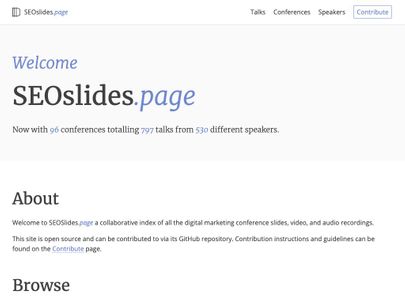 SEOslides.page
Talks Conferences Speakers Contribute
Welcome
SEOslides.page
Now with 96 conferences totalling 797 talks from 530 different speakers.
About
Welcome to SEOSlides.page a collaborative index of all the digital marketing conference slides, video, and audio recordings.
This site is open source and can be contributed to via its GitHub repository. Contribution instructions and guidelines can be
found on the Contribute page.
Browse